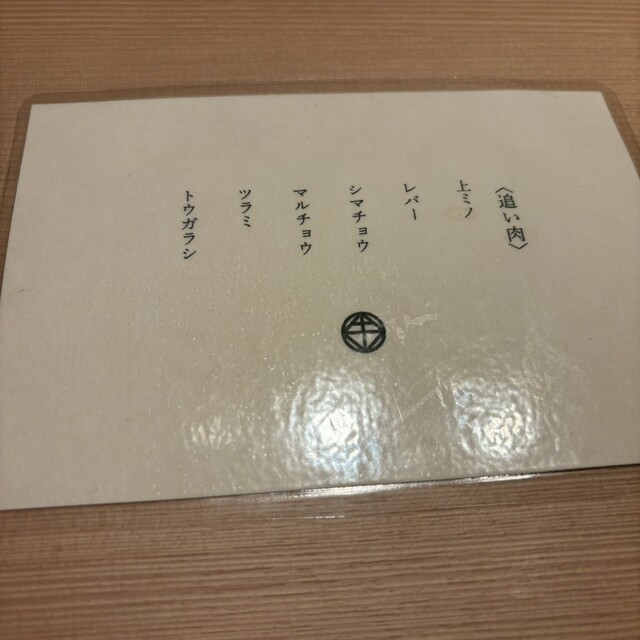 〈追い肉〉
上ミノ
レバー
シマチョウ
マルチョウ
ツラミ
トウガラシ